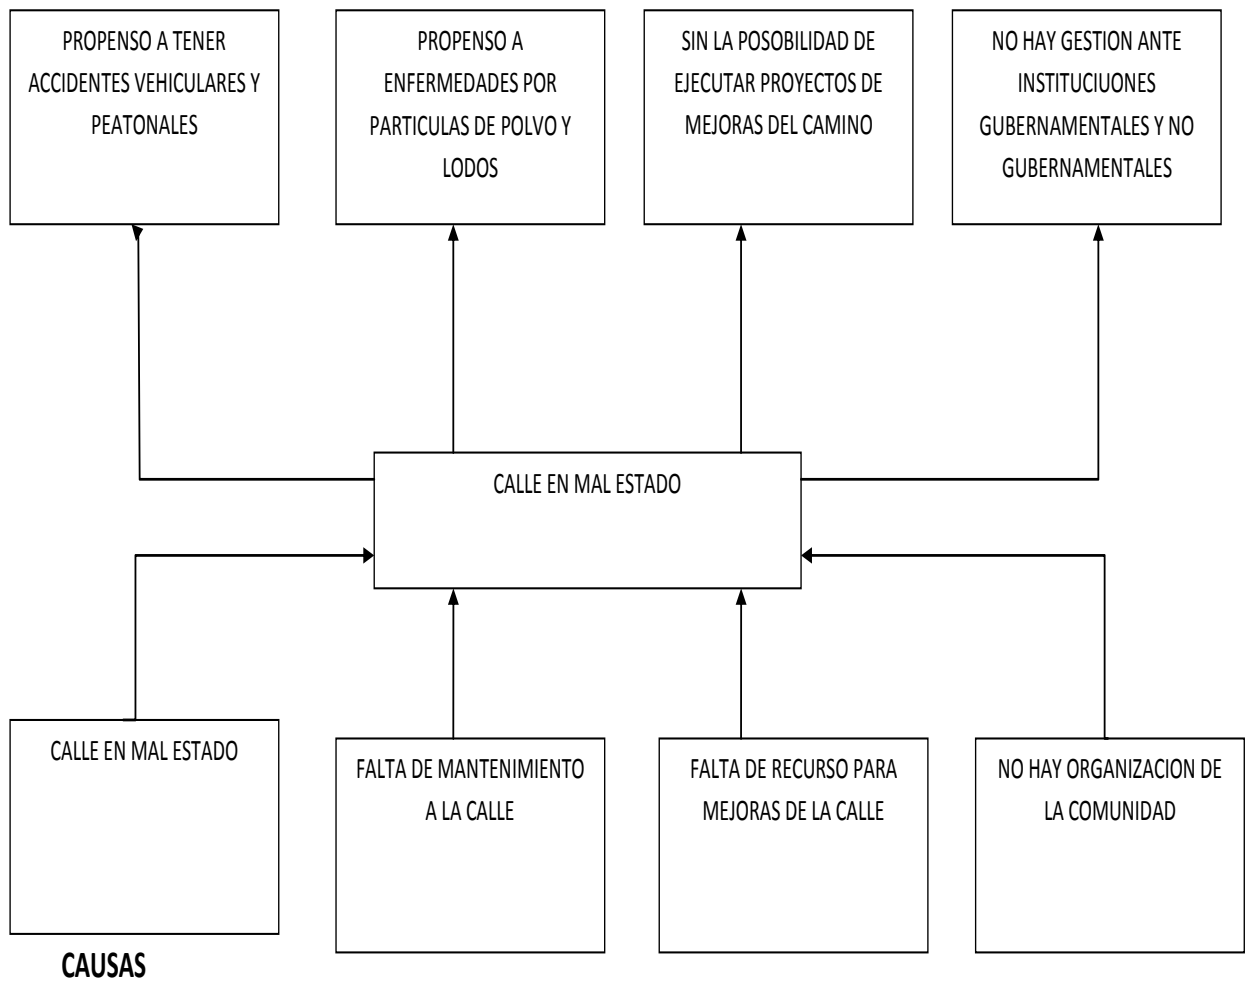 PROPENSO A TENER
ACCIDENTES VEHICULARES Y
PEATONALES
PROPENSO A
ENFERMEDADES POR
PARTICULAS DE POLVO Y
LODOS
SIN LA POSOBILIDAD DE
EJECUTAR PROYECTOS DE
MEJORAS DEL CAMINO
NO HAY GESTION ANTE
INSTITUCIUONES
GUBERNAMENTALES Y NO
GUBERNAMENTALES
CALLE EN MAL ESTADO
CALLE EN MAL ESTADO
FALTA DE MANTENIMIENTO
A LA CALLE
FALTA DE RECURSO PARA
MEJORAS DE LA CALLE
NO HAY ORGANIZACION DE
LA COMUNIDAD
CAUSAS